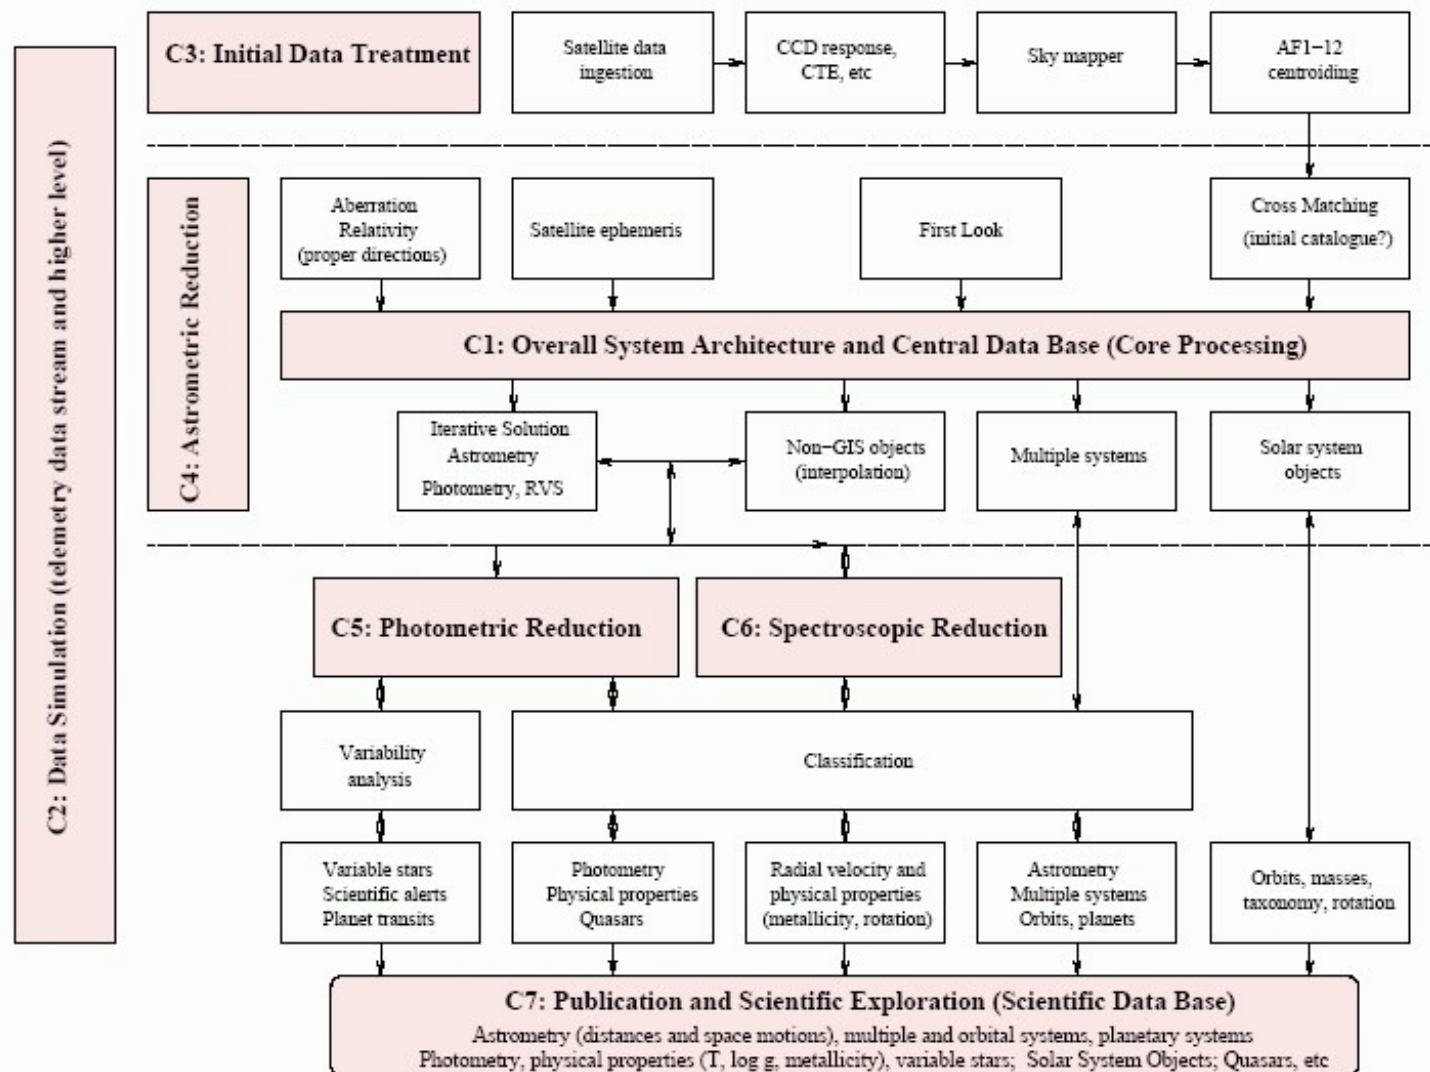 C2: Data Simulation (telemetry data stream and higher level)
C3: Initial Data Treatment
Satellite data
ingestion
CCD response,
CTE, etc
Sky mapper
AF1−12
centroiding
C4: Astrometric Reduction
Aberration
Relativity
(proper directions)
Satellite ephemeris
First Look
Cross Matching
(initial catalogue?)
C1: Overall System Architecture and Central Data Base (Core Processing)
Iterative Solution
Astrometry
Photometry, RVS
Non−GIS objects
(interpolation)
Multiple systems
Solar system
objects
C5: Photometric Reduction
C6: Spectroscopic Reduction
Variability
analysis
Classification
Variable stars
Scientific alerts
Planet transits
Photometry
Physical properties
Quasars
Radial velocity and
physical properties
(metallicity, rotation)
Astrometry
Multiple systems
Orbits, planets
Orbits, masses,
taxonomy, rotation
C7: Publication and Scientific Exploration (Scientific Data Base)
Astrometry (distances and space motions), multiple and orbital systems, planetary systems
Photometry, physical properties (T, log g, metallicity), variable stars; Solar System Objects; Quasars, etc